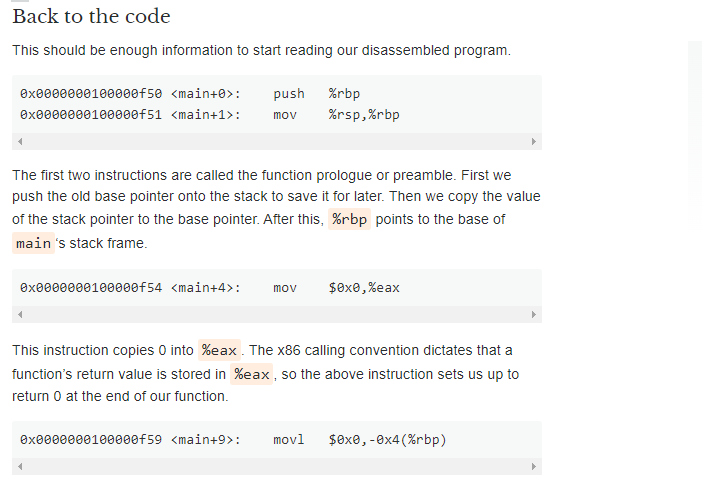 Back to the code
This should be enough information to start reading our disassembled program.
0x0000000100000f50 <main+0>: push %rbp
0x0000000100000f51 <main+1>: mov %rsp,%rbp
The first two instructions are called the function prologue or preamble. First we
push the old base pointer onto the stack to save it for later. Then we copy the value
of the stack pointer to the base pointer. After this, %rbp points to the base of
main 's stack frame.
0x0000000100000f54 <main+4>: mov $0x0,%eax
This instruction copies 0 into %eax . The x86 calling convention dictates that a
function’s return value is stored in %eax , so the above instruction sets us up to
return 0 at the end of our function.
0x0000000100000f59 <main+9>: movl $0x0,-0x4(%rbp)